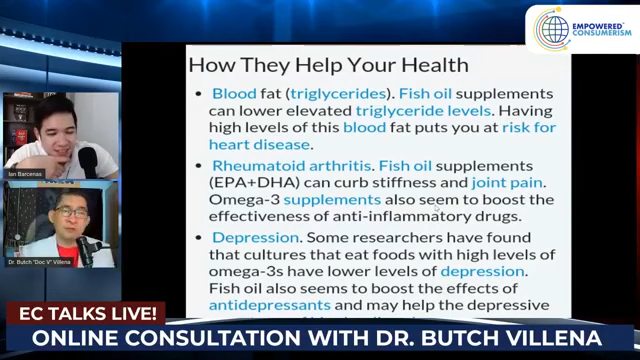 EMPOWERED
CONSUMERISM
How They Help Your Health
• Blood fat (triglycerides). Fish oil supplements
can lower elevated triglyceride levels. Having
high levels of this blood fat puts you at risk for
heart disease.
• Rheumatoid arthritis. Fish oil supplements
(EPA+DHA) can curb stiffness and joint pain.
Omega-3 supplements also seem to boost the
effectiveness of anti-inflammatory drugs.
• Depression. Some researchers have found
that cultures that eat foods with high levels of
omega-3s have lower levels of depression.
Fish oil also seems to boost the effects of
antidepressants and may help the depressive
Ian Barcenas
Dr. Butch "Doc V" Villena
EC TALKS LIVE!
ONLINE CONSULTATION WITH DR. BUTCH VILLENA